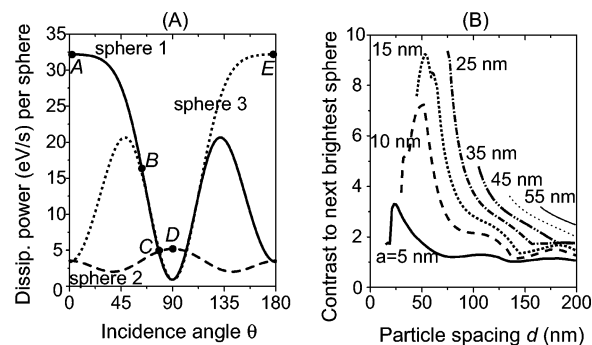 (A)
Dissip. power (eV/s) per sphere
35
30
25
20
15
10
5
0
0 45 90 135 180
Incidence angle θ
sphere 1
sphere 3
sphere 2
A
B
C
D
E
(B)
Contrast to next brightest sphere
10
8
6
4
2
0
0 50 100 150 200
Particle spacing d (nm)
15 nm
25 nm
10 nm
35 nm
45 nm
55 nm
a=5 nm